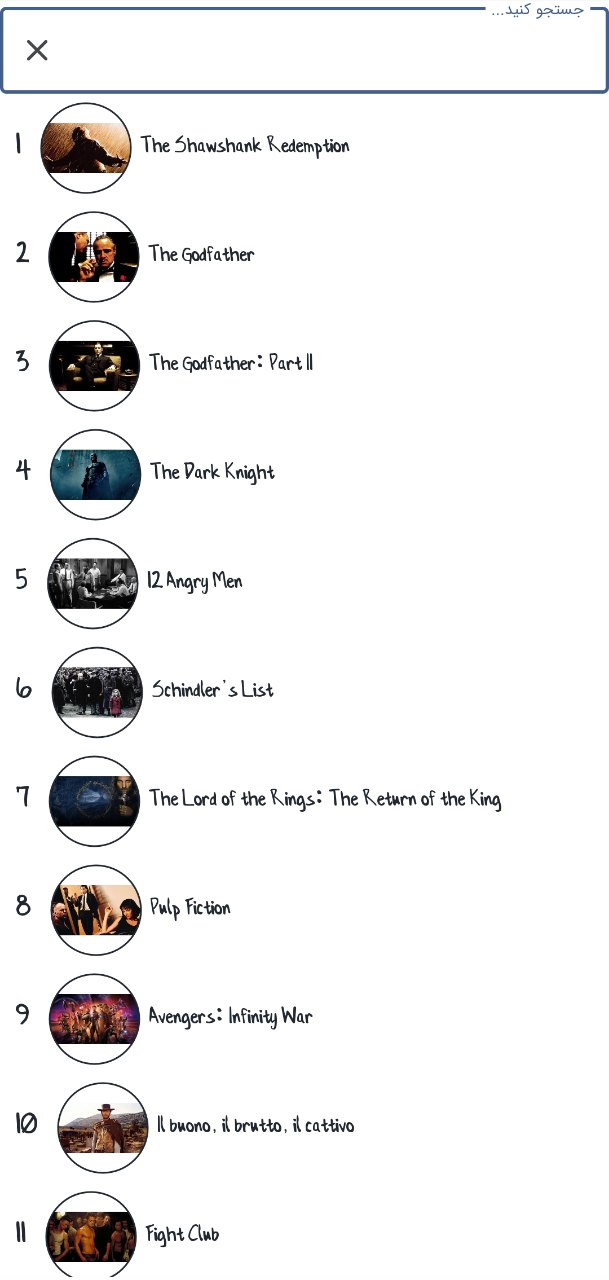 جستجو کنید...
1 The Shawshank Redemption
2 The Godfather
3 The Godfather: Part II
4 The Dark Knight
5 12 Angry Men
6 Schindler's List
7 The Lord of the Rings: The Return of the King
8 Pulp Fiction
9 Avengers: Infinity War
10 Il buono, il brutto, il cattivo
11 Fight Club